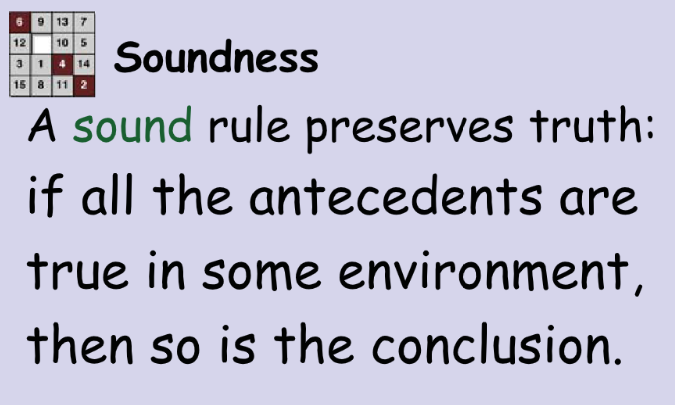 6 9 13 7
12 10 5
3 1 4 14
15 8 11 2
Soundness
A sound rule preserves truth:
if all the antecedents are
true in some environment,
then so is the conclusion.